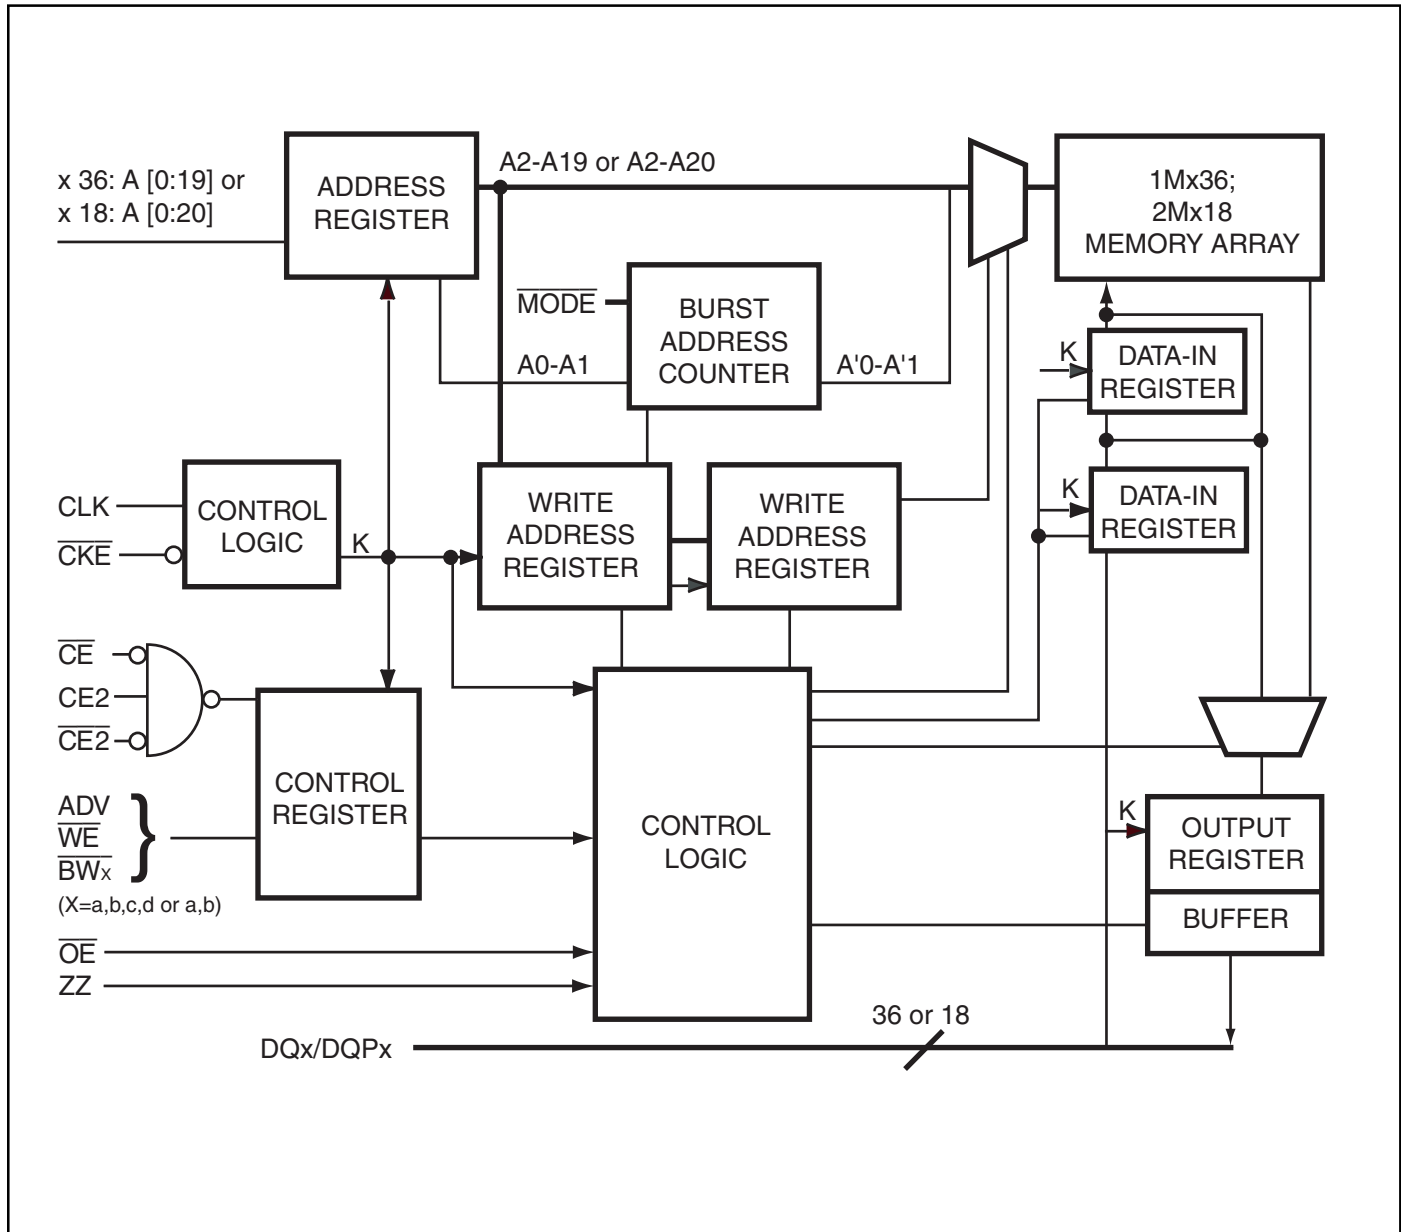 x 36: A [0:19] or
x 18: A [0:20]
ADDRESS
REGISTER
A2-A19 or A2-A20
1Mx36;
2Mx18
MEMORY ARRAY
MODE
BURST
ADDRESS
COUNTER
A0-A1
A'0-A'1
K
DATA-IN
REGISTER
K
DATA-IN
REGISTER
CLK
CKE
CONTROL
LOGIC
K
WRITE
ADDRESS
REGISTER
WRITE
ADDRESS
REGISTER
CE
CE2
CE2
CONTROL
REGISTER
ADV
WE
BWx
}
(X=a,b,c,d or a,b)
OE
ZZ
CONTROL
LOGIC
K
OUTPUT
REGISTER
BUFFER
36 or 18
DQx/DQPx